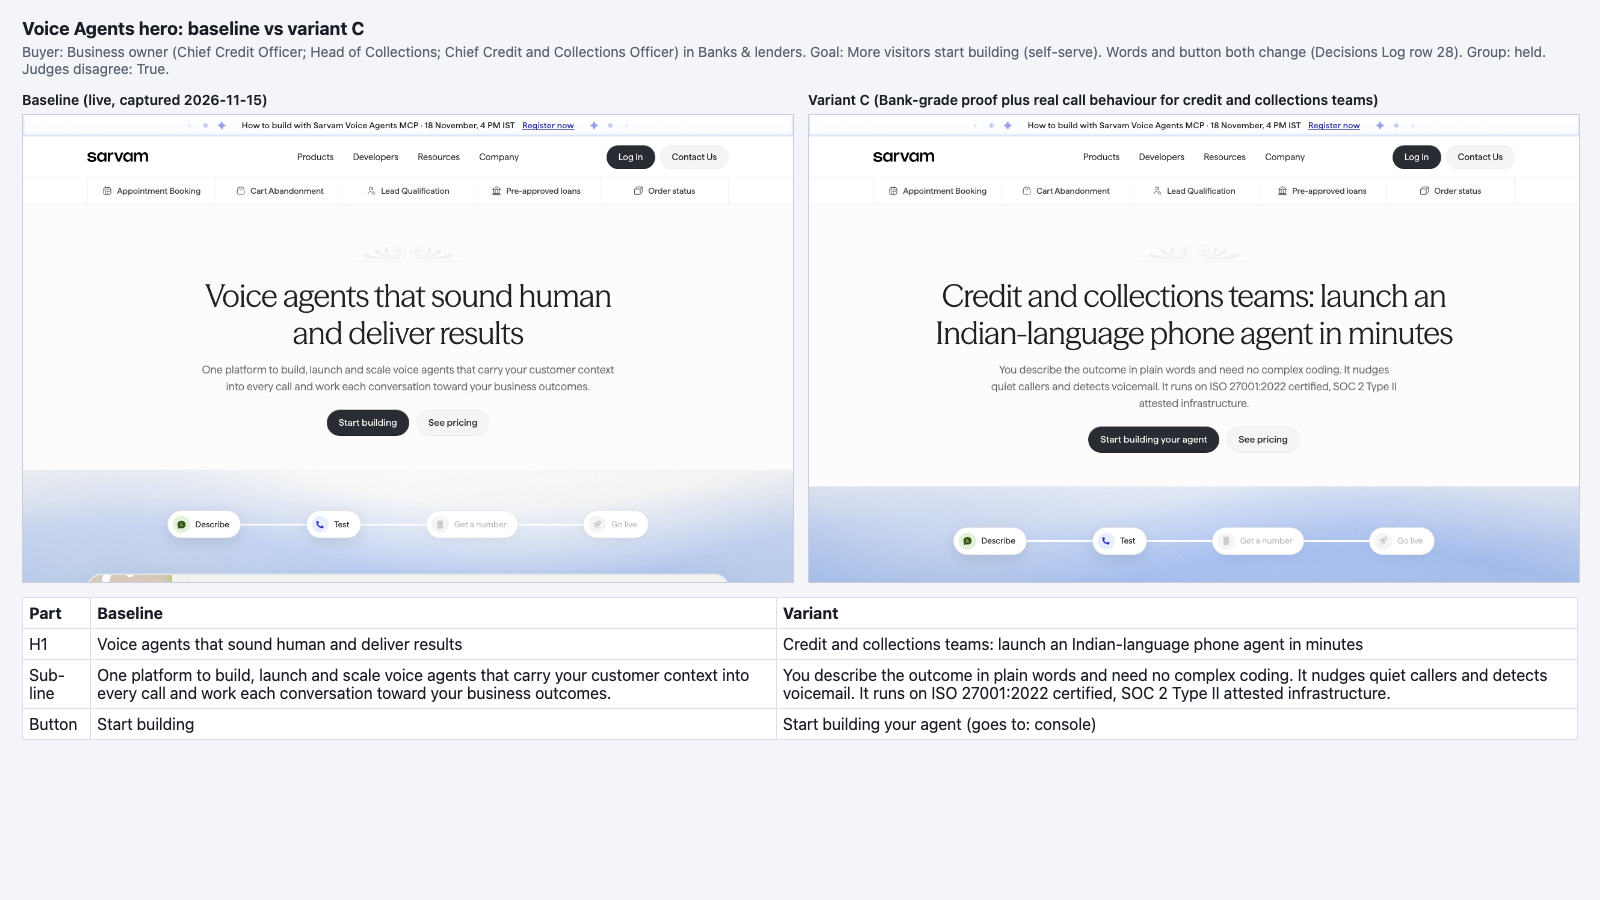 Voice Agents hero: baseline vs variant C
Buyer: Business owner (Chief Credit Officer; Head of Collections; Chief Credit and Collections Officer) in Banks & lenders. Goal: More visitors start building (self-serve). Words and button both change (Decisions Log row 28). Group: held.
Judges disagree: True.
Baseline (live, captured 2026-11-15)
How to build with Sarvam Voice Agents MCP · 18 November, 4 PM IST Register now
sarvam
Products Developers Resources Company
Log In Contact Us
Appointment Booking Cart Abandonment Lead Qualification Pre-approved loans Order status
Voice agents that sound human
and deliver results
One platform to build, launch and scale voice agents that carry your customer context
into every call and work each conversation toward your business outcomes.
Start building See pricing
Describe Test Get a number Go live
Variant C (Bank-grade proof plus real call behaviour for credit and collections teams)
How to build with Sarvam Voice Agents MCP · 18 November, 4 PM IST Register now
sarvam
Products Developers Resources Company
Log In Contact Us
Appointment Booking Cart Abandonment Lead Qualification Pre-approved loans Order status
Credit and collections teams: launch an
Indian-language phone agent in minutes
You describe the outcome in plain words and need no complex coding. It nudges
quiet callers and detects voicemail. It runs on ISO 27001:2022 certified, SOC 2 Type II
attested infrastructure.
Start building your agent See pricing
Describe Test Get a number Go live
Part Baseline Variant
H1 Voice agents that sound human and deliver results Credit and collections teams: launch an Indian-language phone agent in minutes
Sub-
line
One platform to build, launch and scale voice agents that carry your customer context into
every call and work each conversation toward your business outcomes.
You describe the outcome in plain words and need no complex coding. It nudges quiet callers and detects
voicemail. It runs on ISO 27001:2022 certified, SOC 2 Type II attested infrastructure.
Button Start building Start building your agent (goes to: console)